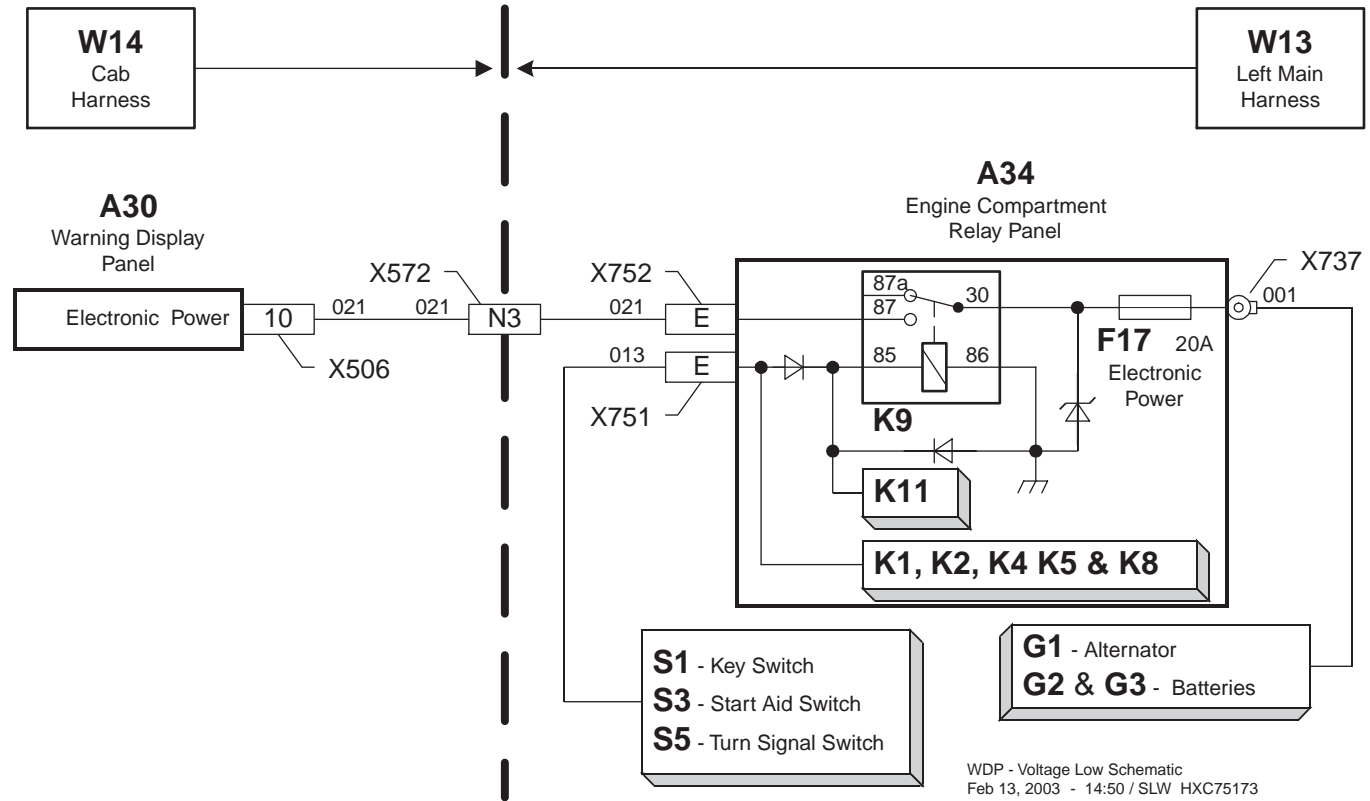 W14
Cab
Harness
W13
Left Main
Harness
A30
Warning Display
Panel
A34
Engine Compartment
Relay Panel
X572
X752
X737
87a
30
001
Electronic Power
10
021
021
N3
021
E
87
F17 20A
Electronic
Power
X506
013
E
85
86
X751
K9
K11
K1, K2, K4 K5 & K8
S1 - Key Switch
S3 - Start Aid Switch
S5 - Turn Signal Switch
G1 - Alternator
G2 & G3 - Batteries
WDP - Voltage Low Schematic
Feb 13, 2003 - 14:50 / SLW HXC75173